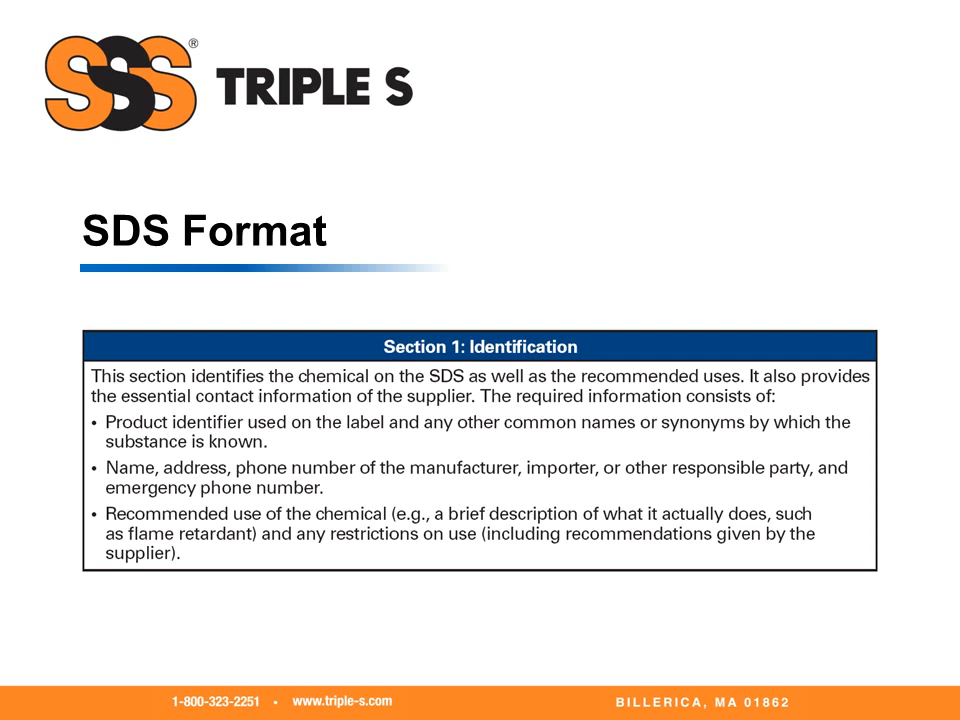 SSS®
TRIPLE S
SDS Format
Section 1: Identification
This section identifies the chemical on the SDS as well as the recommended uses. It also provides
the essential contact information of the supplier. The required information consists of:
• Product identifier used on the label and any other common names or synonyms by which the
substance is known.
• Name, address, phone number of the manufacturer, importer, or other responsible party, and
emergency phone number.
• Recommended use of the chemical (e.g., a brief description of what it actually does, such
as flame retardant) and any restrictions on use (including recommendations given by the
supplier).
1-800-323-2251 • www.triple-s.com
BILLERICA, MA 01862